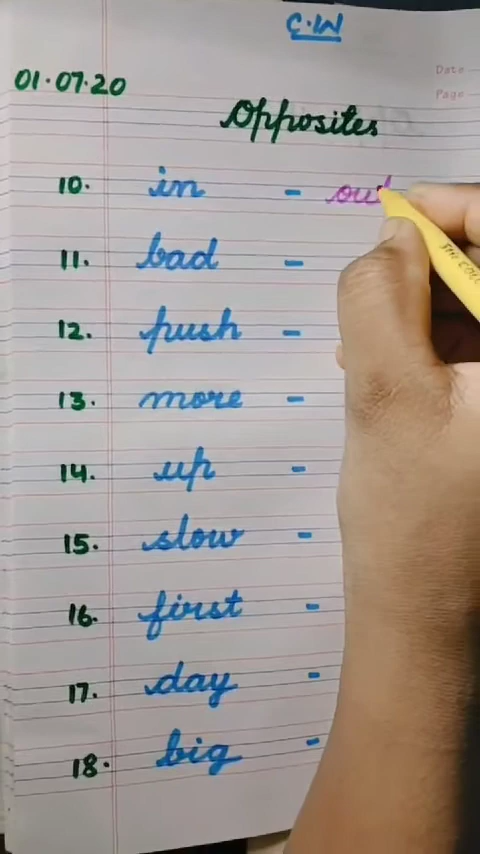 C.W
Date
01.07.20
Page
Opposites
10. in - out
11. bad -
12. push -
13. more -
14. up -
15. slow -
16. first -
17. day -
18. big -